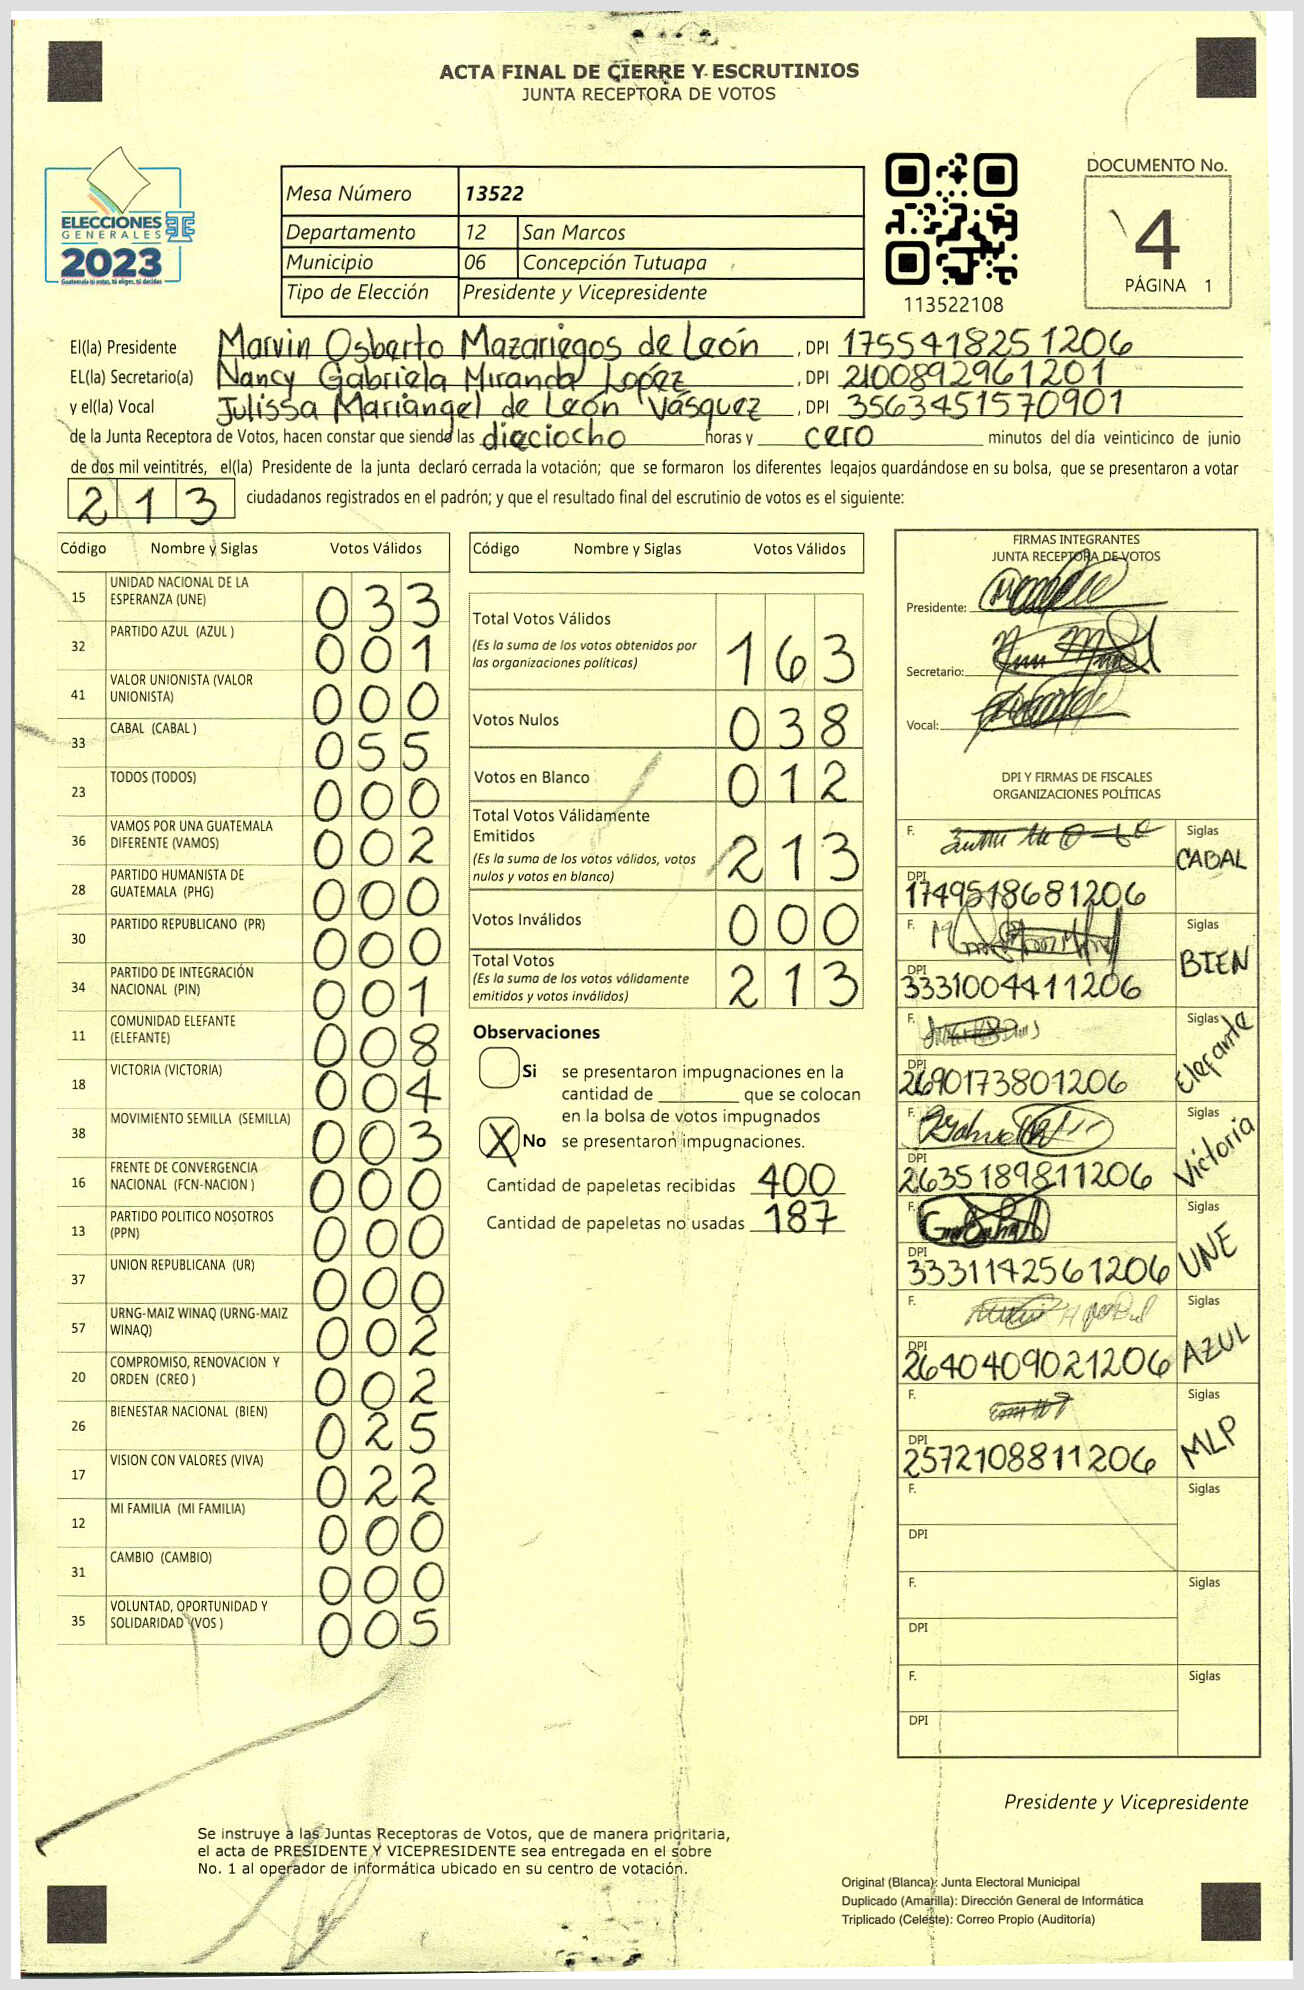 ACTA FINAL DE CIERRE Y ESCRUTINIOS
JUNTA RECEPTORA DE VOTOS
ELECCIONES
GENERALES
2023
Guatemala tú votas, tú eliges, tú decides
Mesa Número 13522
Departamento 12 San Marcos
Municipio 06 Concepción Tutuapa
Tipo de Elección Presidente y Vicepresidente
113522108
DOCUMENTO No.
4
PÁGINA 1
El(la) Presidente Marvin Osberto Mazariegos de León , DPI 1755418251206
EL(la) Secretario(a) Nancy Gabriela Miranda López , DPI 2100892961201
y el(la) Vocal Julissa Mariangel de León Vásquez , DPI 3563451570901
de la Junta Receptora de Votos, hacen constar que siendo las dieciocho horas y cero minutos del día veinticinco de junio
de dos mil veintitrés, el(la) Presidente de la junta declaró cerrada la votación; que se formaron los diferentes legajos guardándose en su bolsa, que se presentaron a votar
213 ciudadanos registrados en el padrón; y que el resultado final del escrutinio de votos es el siguiente:
Código Nombre y Siglas Votos Válidos
15 UNIDAD NACIONAL DE LA ESPERANZA (UNE) 033
32 PARTIDO AZUL (AZUL ) 001
41 VALOR UNIONISTA (VALOR UNIONISTA) 000
33 CABAL (CABAL ) 055
23 TODOS (TODOS) 000
36 VAMOS POR UNA GUATEMALA DIFERENTE (VAMOS) 002
28 PARTIDO HUMANISTA DE GUATEMALA (PHG) 000
30 PARTIDO REPUBLICANO (PR) 000
34 PARTIDO DE INTEGRACIÓN NACIONAL (PIN) 001
11 COMUNIDAD ELEFANTE (ELEFANTE) 008
18 VICTORIA (VICTORIA) 004
38 MOVIMIENTO SEMILLA (SEMILLA) 003
16 FRENTE DE CONVERGENCIA NACIONAL (FCN-NACION ) 000
13 PARTIDO POLITICO NOSOTROS (PPN) 000
37 UNION REPUBLICANA (UR) 000
57 URNG-MAIZ WINAQ (URNG-MAIZ WINAQ) 002
20 COMPROMISO, RENOVACION Y ORDEN (CREO ) 002
26 BIENESTAR NACIONAL (BIEN) 025
17 VISION CON VALORES (VIVA) 022
12 MI FAMILIA (MI FAMILIA) 000
31 CAMBIO (CAMBIO) 000
35 VOLUNTAD, OPORTUNIDAD Y SOLIDARIDAD (VOS ) 005
Código Nombre y Siglas Votos Válidos
Total Votos Válidos
(Es la suma de los votos obtenidos por
las organizaciones políticas) 163
Votos Nulos 038
Votos en Blanco 012
Total Votos Válidamente
Emitidos
(Es la suma de los votos válidos, votos
nulos y votos en blanco) 213
Votos Inválidos 000
Total Votos
(Es la suma de los votos válidamente
emitidos y votos inválidos) 213
Observaciones
Si se presentaron impugnaciones en la
cantidad de ________ que se colocan
en la bolsa de votos impugnados
X No se presentaron impugnaciones.
Cantidad de papeletas recibidas 400
Cantidad de papeletas no usadas 187
FIRMAS INTEGRANTES
JUNTA RECEPTORA DE VOTOS
Presidente:
Secretario:
Vocal:
DPI Y FIRMAS DE FISCALES
ORGANIZACIONES POLÍTICAS
F. Siglas CABAL
DPI 1749518681206
F. Siglas BIEN
DPI 3331004411206
F. Siglas Elefante
DPI 2690173801206
F. Siglas Victoria
DPI 2635189811206
F. Siglas UNE
DPI 3331142561206
F. Siglas AZUL
DPI 2640409021206
F. Siglas MLP
DPI 2572108811206
F. Siglas
DPI
F. Siglas
DPI
F. Siglas
DPI
Presidente y Vicepresidente
Se instruye a las Juntas Receptoras de Votos, que de manera prioritaria,
el acta de PRESIDENTE Y VICEPRESIDENTE sea entregada en el sobre
No. 1 al operador de informática ubicado en su centro de votación.
Original (Blanca): Junta Electoral Municipal
Duplicado (Amarilla): Dirección General de Informática
Triplicado (Celeste): Correo Propio (Auditoría)